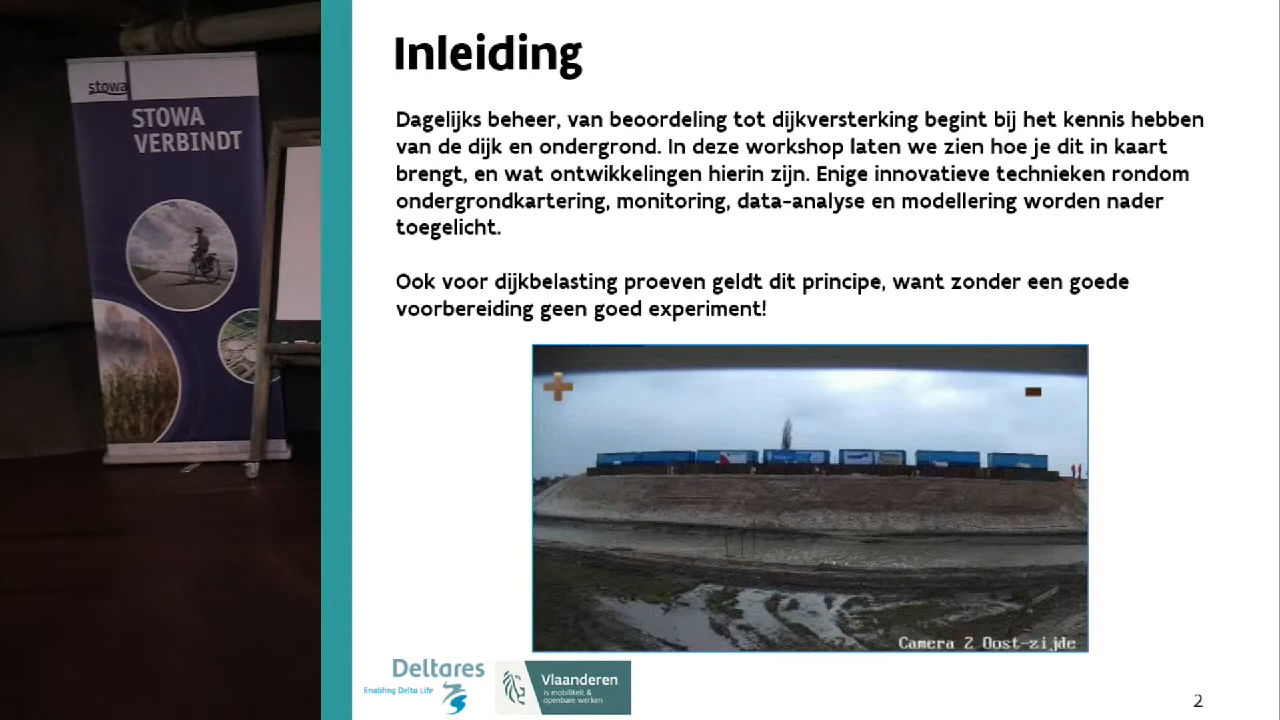 stowa
STOWA
VERBINDT
Inleiding
Dagelijks beheer, van beoordeling tot dijkversterking begint bij het kennis hebben
van de dijk en ondergrond. In deze workshop laten we zien hoe je dit in kaart
brengt, en wat ontwikkelingen hierin zijn. Enige innovatieve technieken rondom
ondergrondkartering, monitoring, data-analyse en modellering worden nader
toegelicht.
Ook voor dijkbelasting proeven geldt dit principe, want zonder een goede
voorbereiding geen goed experiment!
Camera 2 Oost-zijde
Deltares
Enabling Delta Life
Vlaanderen
is mobiliteit &
openbare werken
2